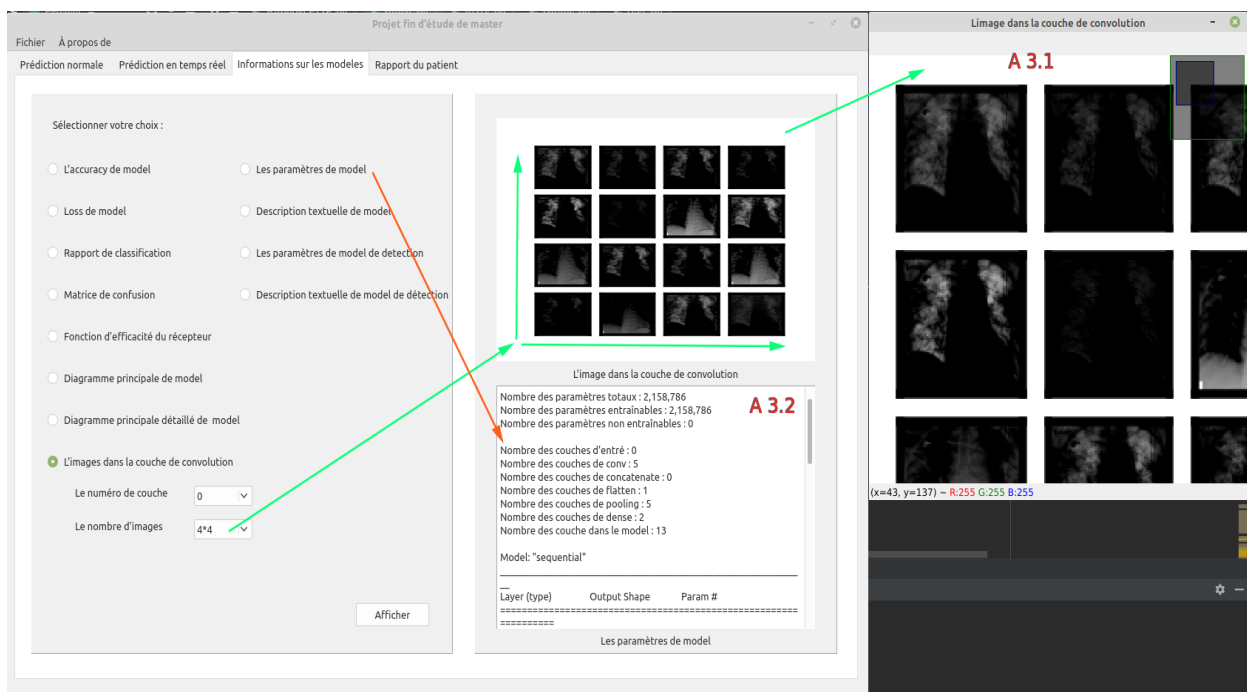 Projet fin d'étude de master
Fichier À propos de
Prédiction normale Prédiction en temps réel Informations sur les modeles Rapport du patient
Sélectionner votre choix :
L'accuracy de model
Les paramètres de model
Loss de model
Description textuelle de model
Rapport de classification
Les paramètres de model de detection
Matrice de confusion
Description textuelle de model de détection
Fonction d'efficacité du récepteur
Diagramme principale de model
Diagramme principale détaillé de model
L'images dans la couche de convolution
Le numéro de couche 0
Le nombre d'images 4*4
Afficher
L'image dans la couche de convolution
Nombre des paramètres totaux : 2,158,786
Nombre des paramètres entraînables : 2,158,786
Nombre des paramètres non entraînables : 0
A 3.2
Nombre des couches d'entré : 0
Nombre des couches de conv : 5
Nombre des couches de concatenate : 0
Nombre des couches de flatten : 1
Nombre des couches de pooling : 5
Nombre des couches de dense : 2
Nombre des couche dans le model : 13
Model: "sequential"
Layer (type) Output Shape Param #
==========
Les paramètres de model
Limage dans la couche de convolution
A 3.1
(x=43, y=137) ~ R:255 G:255 B:255